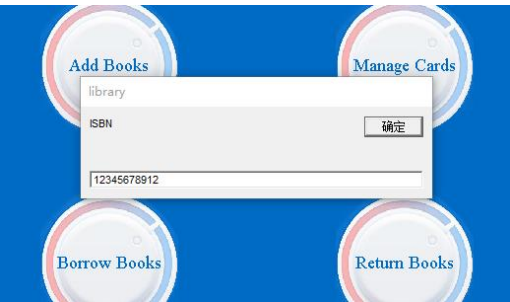 Add Books
Manage Cards
library
ISBN
确定
12345678912
Borrow Books
Return Books